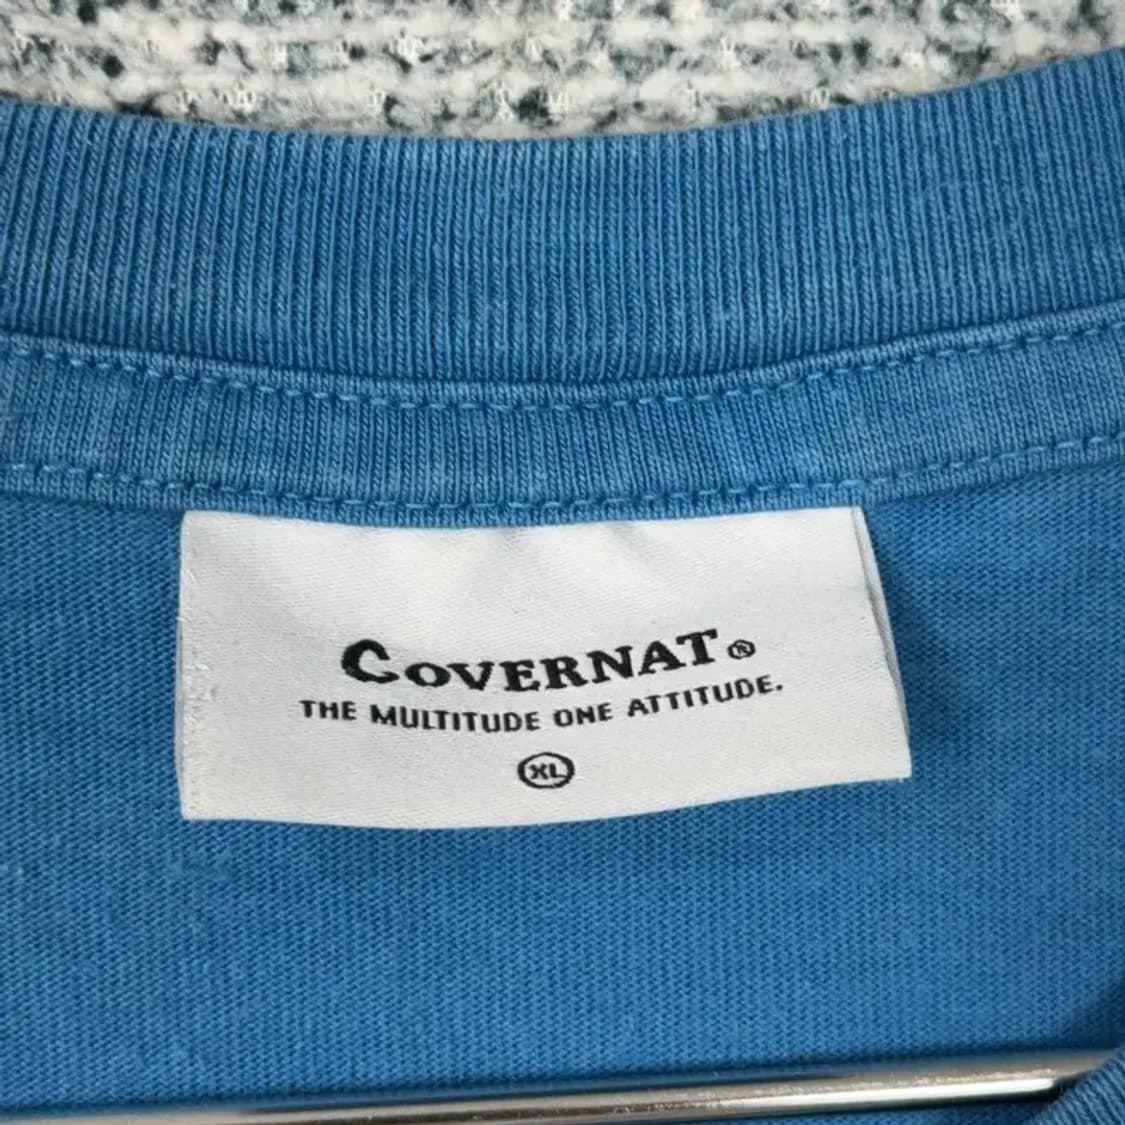 COVERNAT®
THE MULTITUDE ONE ATTITUDE.
XL